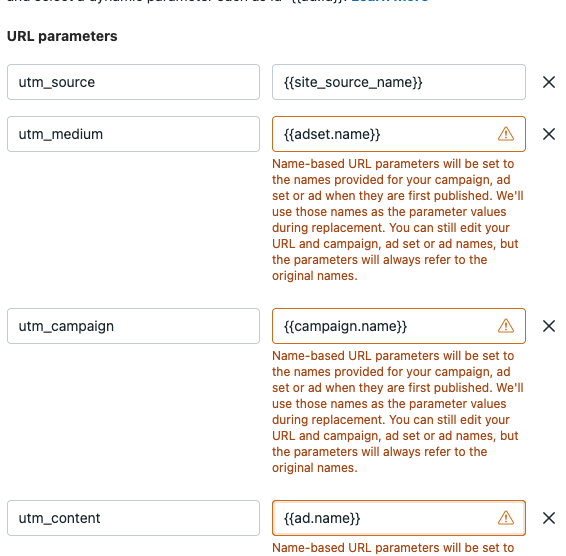 URL parameters
utm_source {{site_source_name}}
utm_medium {{adset.name}}
Name-based URL parameters will be set to
the names provided for your campaign, ad
set or ad when they are first published. We'll
use those names as the parameter values
during replacement. You can still edit your
URL and campaign, ad set or ad names, but
the parameters will always refer to the
original names.
utm_campaign {{campaign.name}}
Name-based URL parameters will be set to
the names provided for your campaign, ad
set or ad when they are first published. We'll
use those names as the parameter values
during replacement. You can still edit your
URL and campaign, ad set or ad names, but
the parameters will always refer to the
original names.
utm_content {{ad.name}}
Name-based URL parameters will be set to